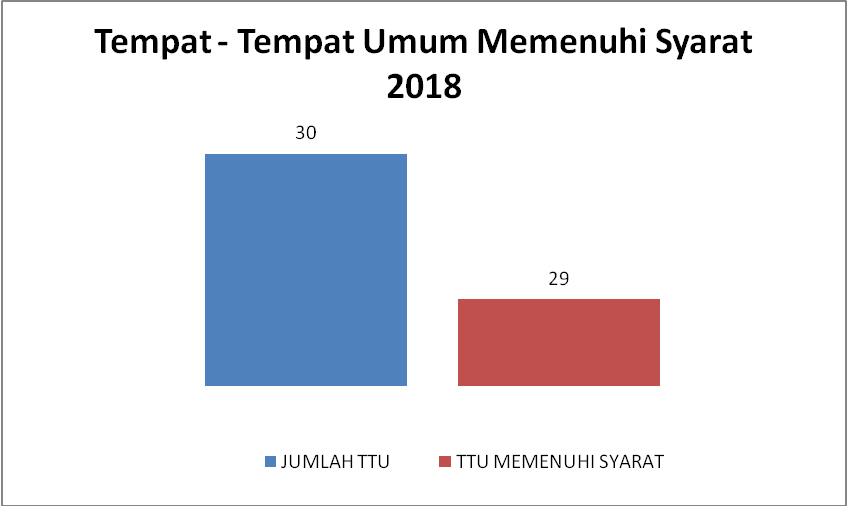 Tempat - Tempat Umum Memenuhi Syarat
2018
30
29
JUMLAH TTU
TTU MEMENUHI SYARAT